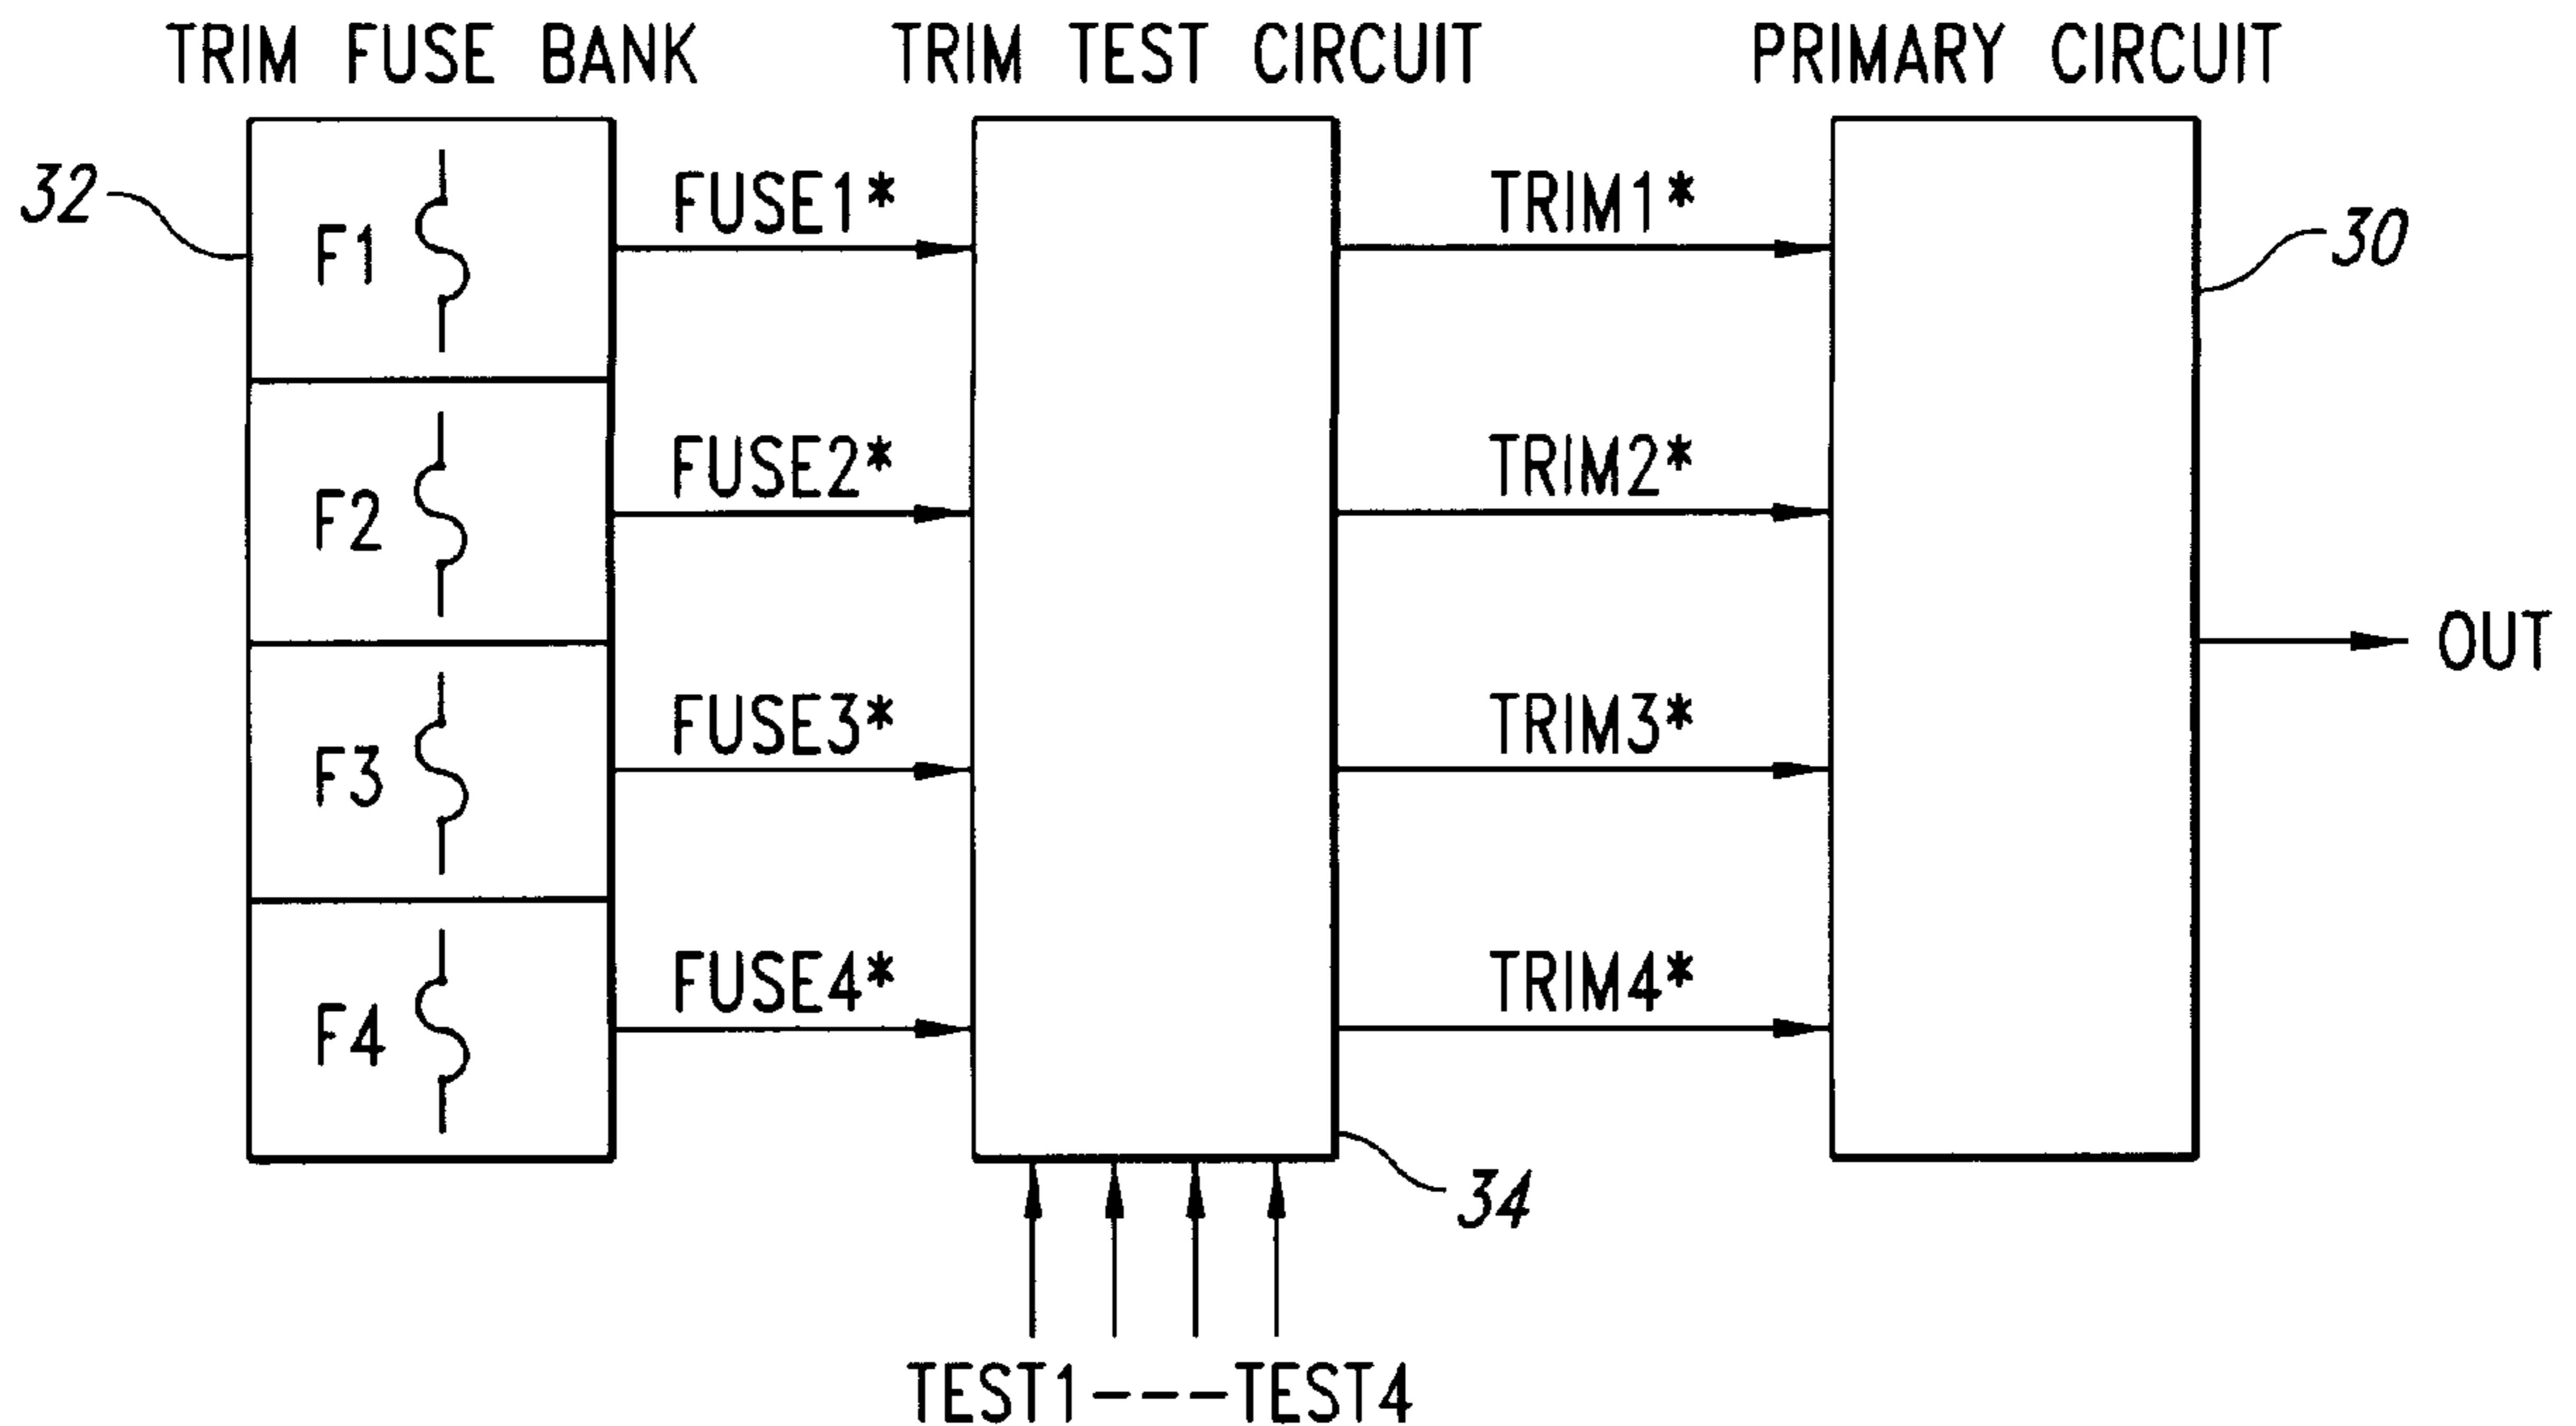 TRIM FUSE BANK
TRIM TEST CIRCUIT
PRIMARY CIRCUIT
32
F1
FUSE1*
TRIM1*
30
F2
FUSE2*
TRIM2*
OUT
F3
FUSE3*
TRIM3*
F4
FUSE4*
TRIM4*
34
TEST1---TEST4